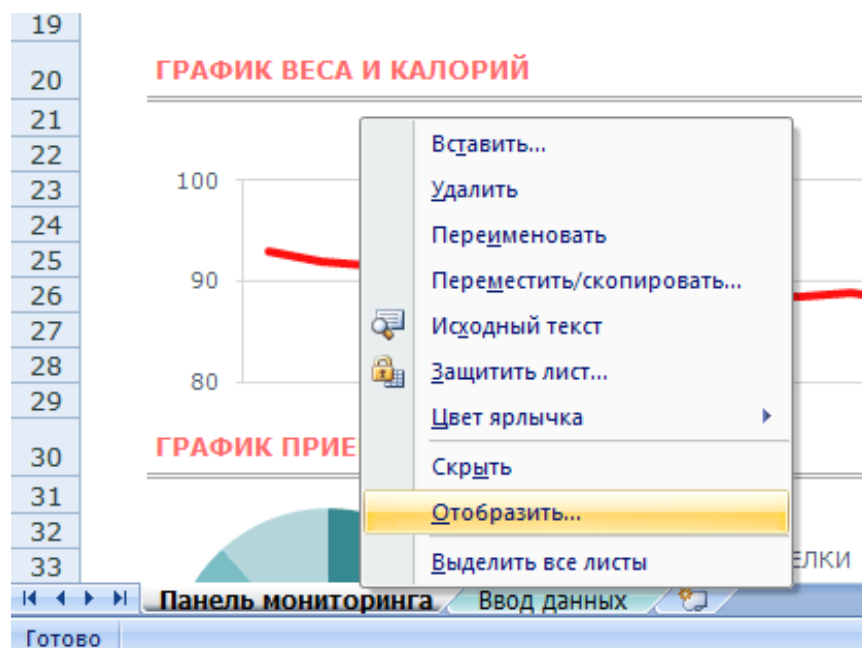 19
20
ГРАФИК ВЕСА И КАЛОРИЙ
21
22
23
24
25
26
27
28
29
100
90
80
Вставить...
Удалить
Переименовать
Переместить/скопировать...
Исходный текст
Защитить лист...
Цвет ярлычка
Скрыть
Отобразить...
Выделить все листы
30
ГРАФИК ПРИЕ
31
32
33
ЕЛКИ
Панель мониторинга Ввод данных
Готово